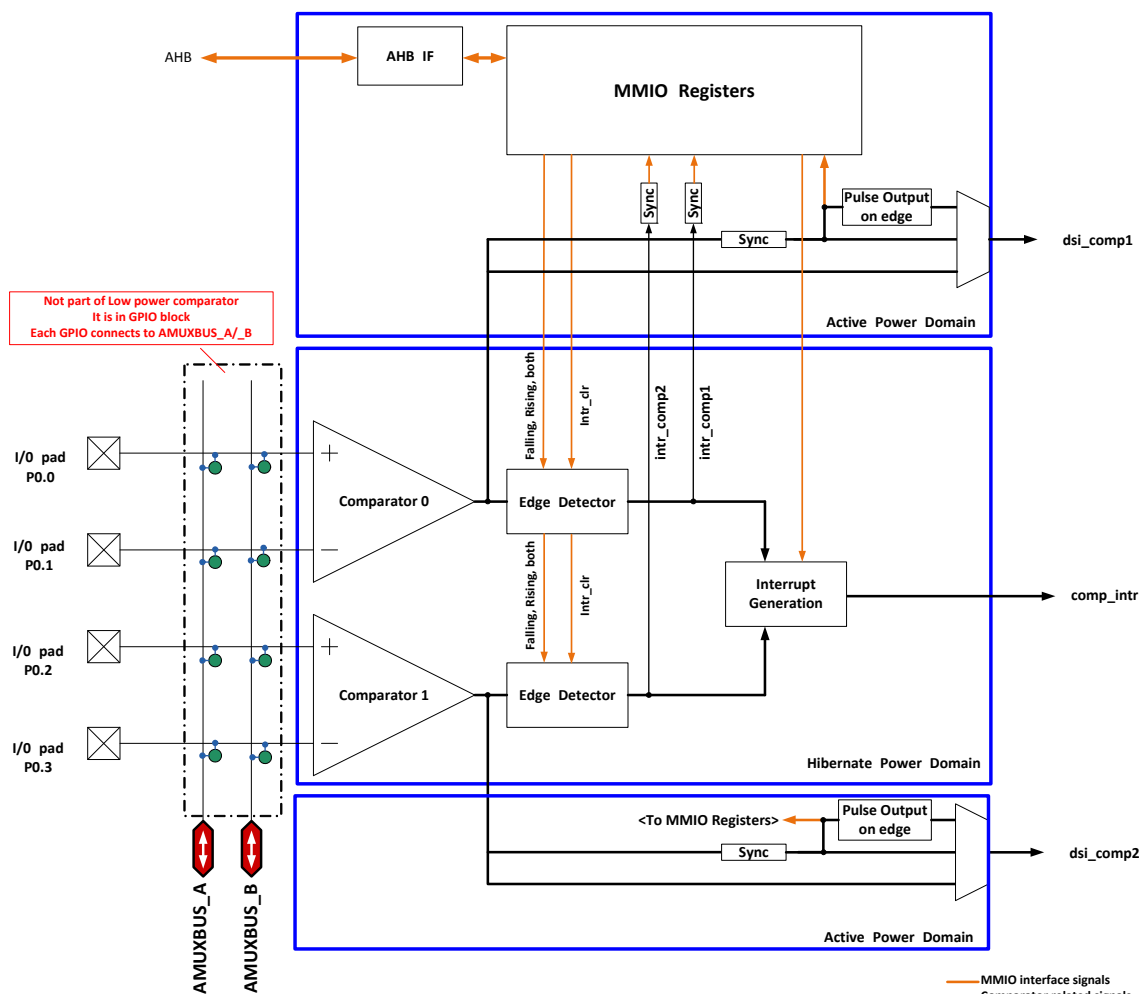 AHB
AHB IF
MMIO Registers
Sync
Sync
Pulse Output
on edge
Sync
dsi_comp1
Active Power Domain
Not part of Low power comparator
It is in GPIO block
Each GPIO connects to AMUXBUS_A/_B
Falling, Rising, both
Intr_clr
intr_comp2
intr_comp1
I/0 pad
P0.0
+
Comparator 0
Edge Detector
I/0 pad
P0.1
−
Falling, Rising, both
Intr_clr
Interrupt
Generation
comp_intr
I/0 pad
P0.2
+
Comparator 1
Edge Detector
I/0 pad
P0.3
−
Hibernate Power Domain
<To MMIO Registers>
Pulse Output
on edge
Sync
dsi_comp2
AMUXBUS_A
AMUXBUS_B
Active Power Domain
MMIO interface signals
Comparator related signals